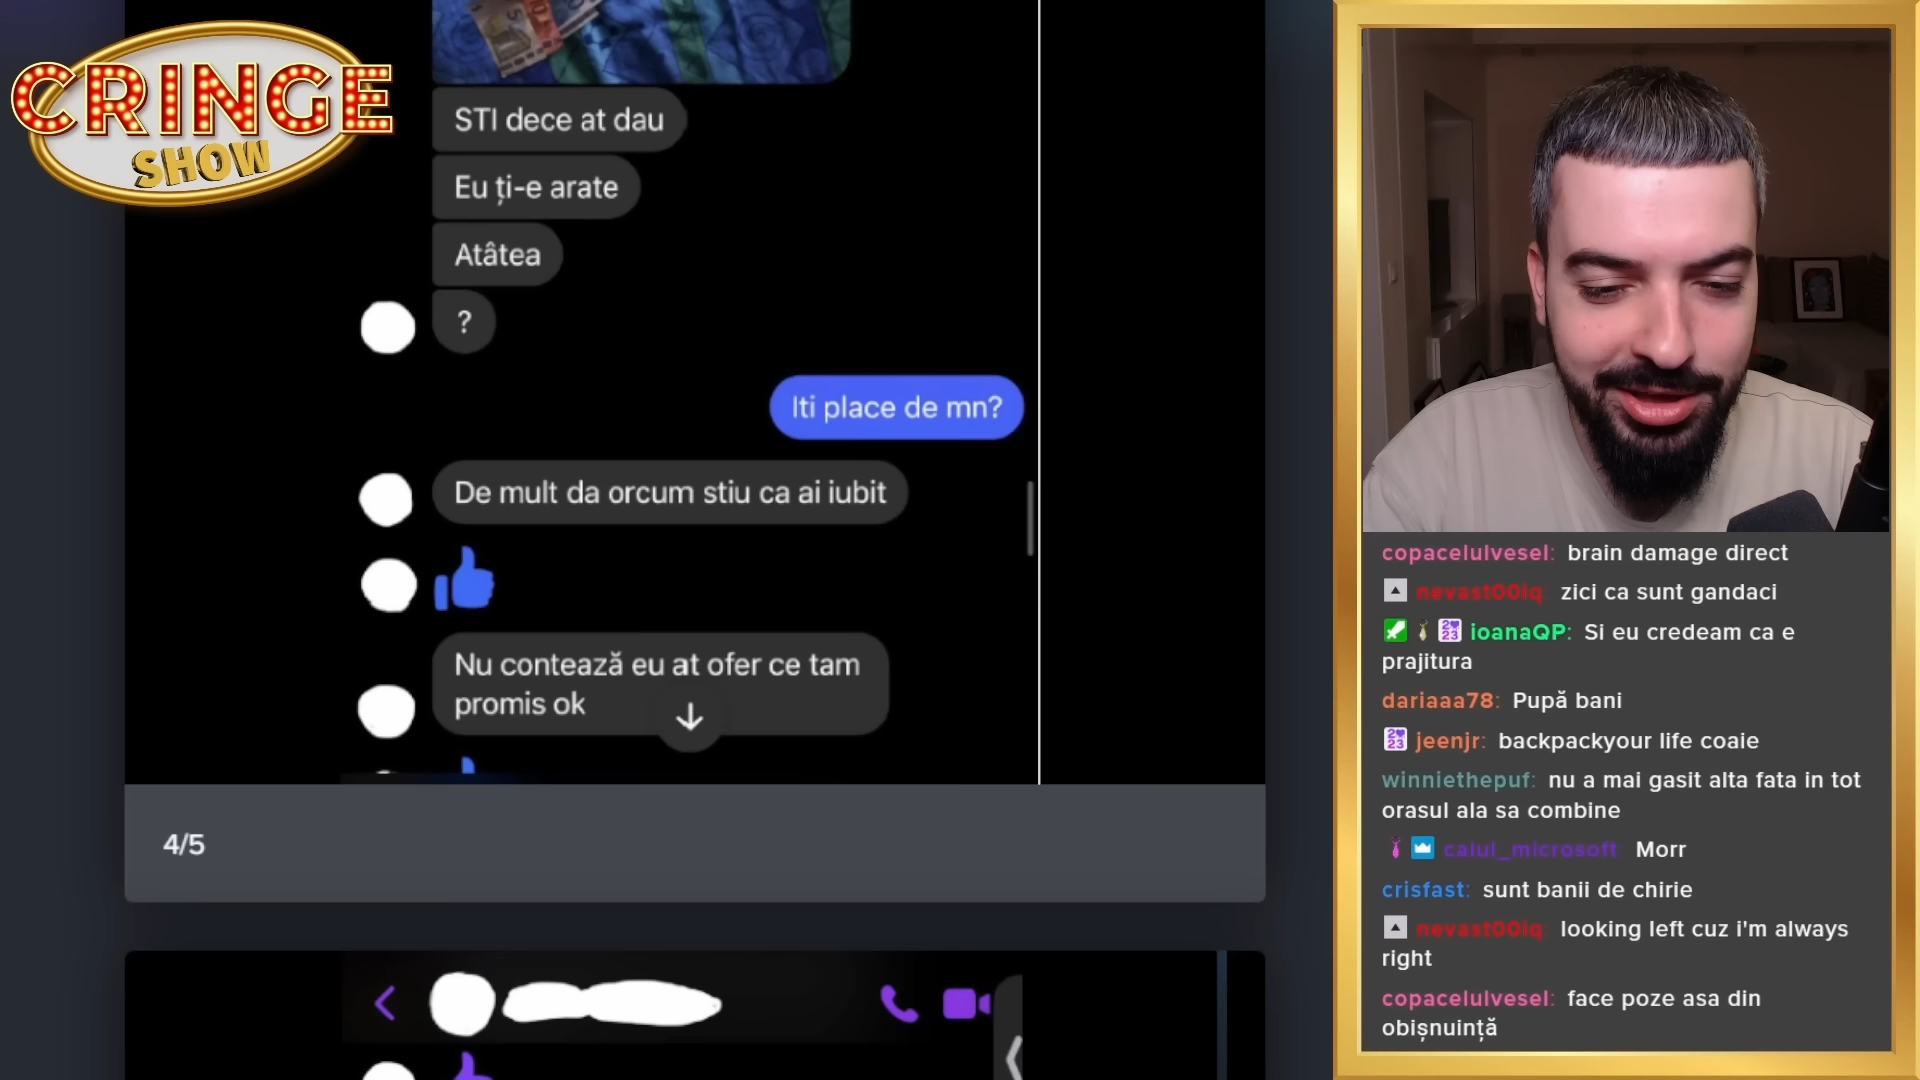 CRINGE
SHOW
STI dece at dau
Eu ți-e arate
Atâtea
?
Iti place de mn?
De mult da orcum stiu ca ai iubit
Nu contează eu at ofer ce tam
promis ok
4/5
copacelulvesel: brain damage direct
nevast00iq: zici ca sunt gandaci
ioanaQP: Si eu credeam ca e
prajitura
dariaaa78: Pupă bani
jeenjr: backpackyour life coaie
winniethepuf: nu a mai gasit alta fata in tot
orasul ala sa combine
calul_microsoft: Morr
crisfast: sunt banii de chirie
nevast00iq: looking left cuz i'm always
right
copacelulvesel: face poze asa din
obișnuință